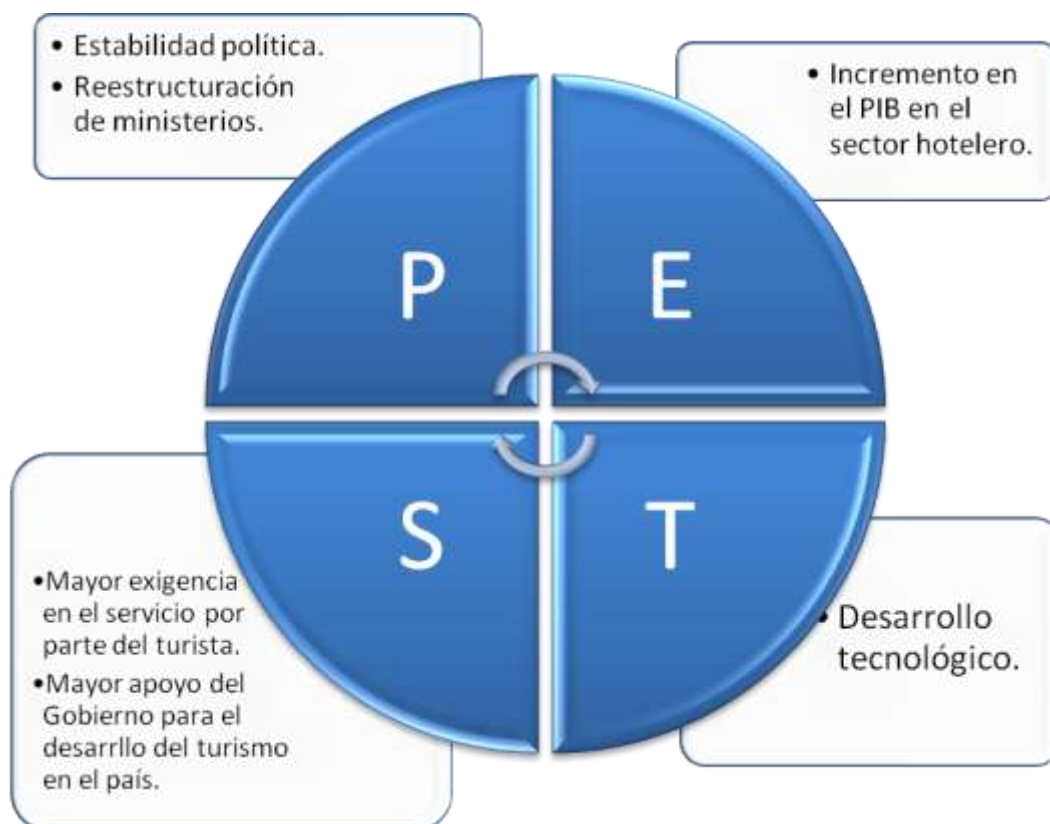 • Estabilidad política.
• Reestructuración
de ministerios.
• Incremento en
el PIB en el
sector hotelero.
P
E
S
T
•Mayor exigencia
en el servicio por
parte del turista.
•Mayor apoyo del
Gobierno para el
desarrllo del turismo
en el país.
• Desarrollo
tecnológico.